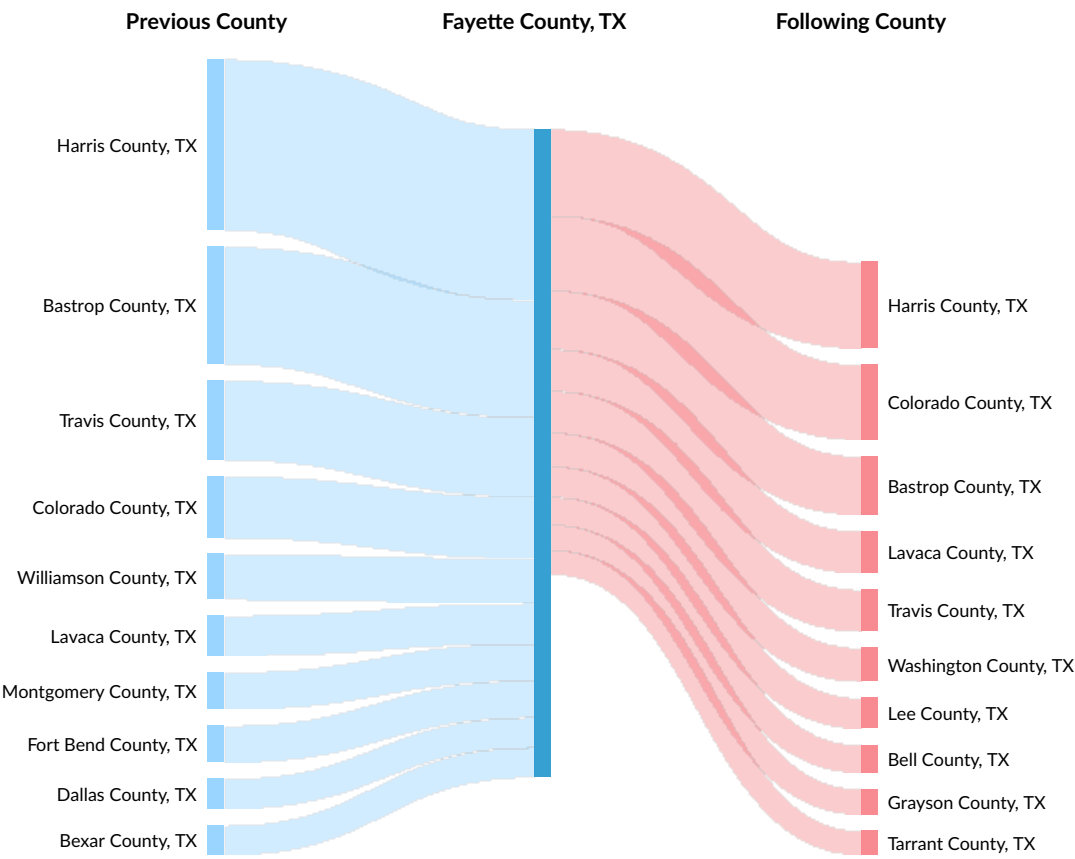 Previous County
Fayette County, TX
Following County
Harris County, TX
Bastrop County, TX
Travis County, TX
Colorado County, TX
Williamson County, TX
Lavaca County, TX
Montgomery County, TX
Fort Bend County, TX
Dallas County, TX
Bexar County, TX
Harris County, TX
Colorado County, TX
Bastrop County, TX
Lavaca County, TX
Travis County, TX
Washington County, TX
Lee County, TX
Bell County, TX
Grayson County, TX
Tarrant County, TX